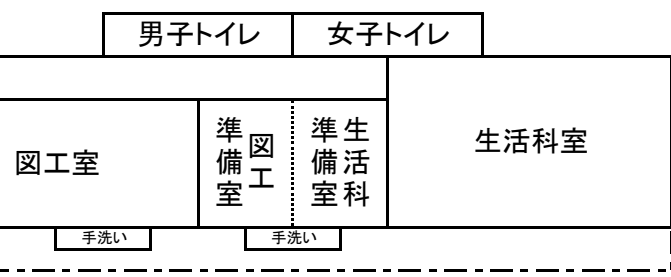 男子トイレ
女子トイレ
図工室
図工
準備室
生活科
準備室
生活科室
手洗い
手洗い